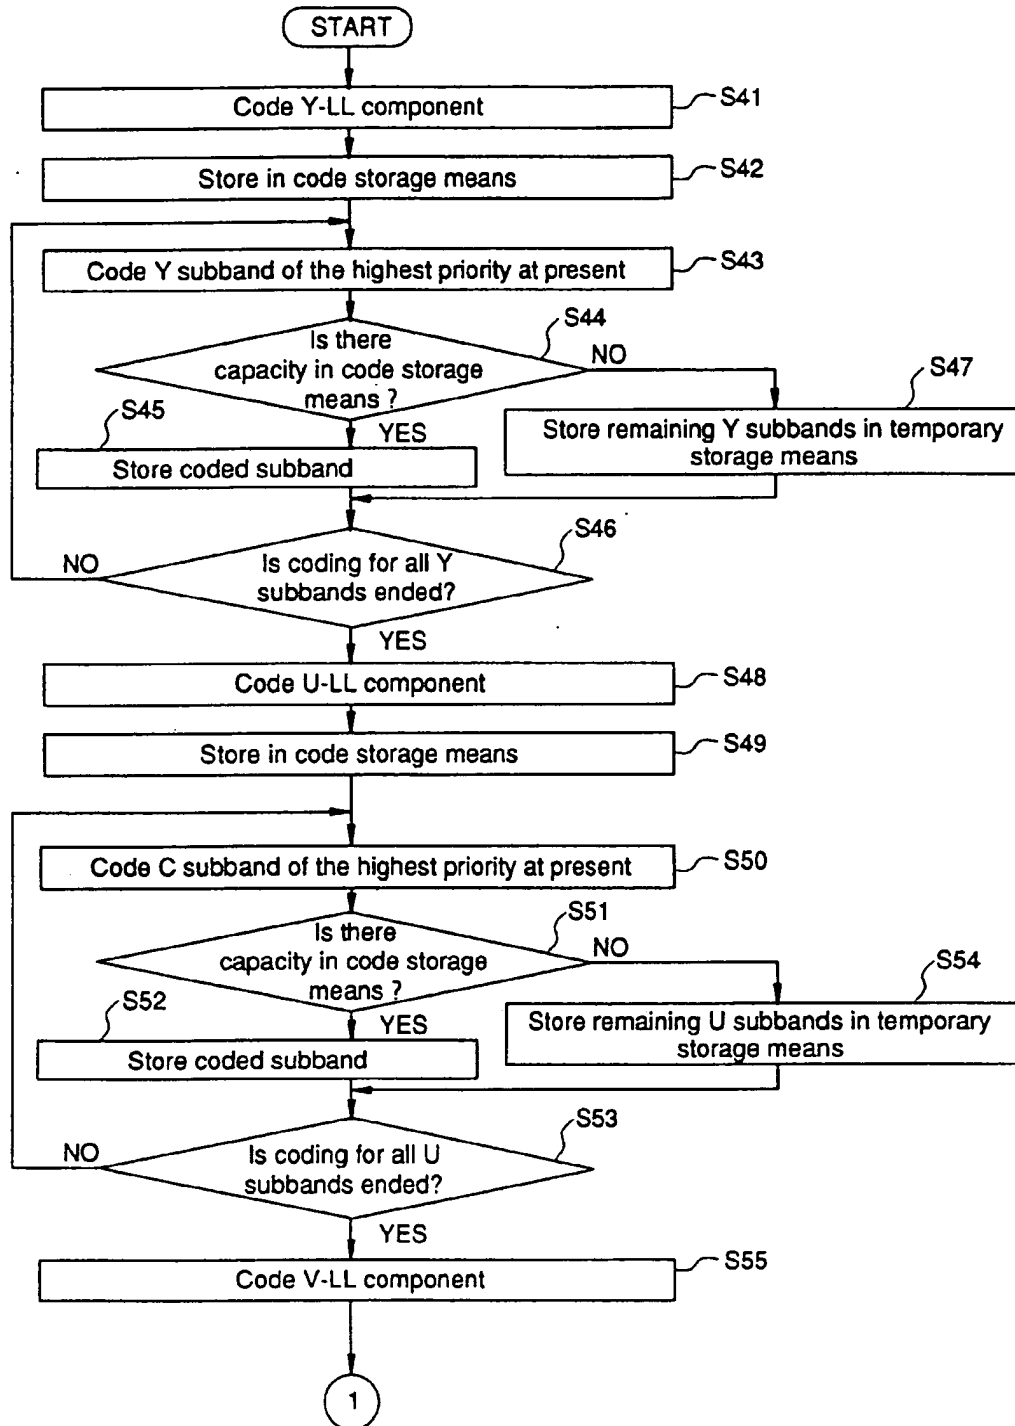 START
Code Y-LL component
S41
Store in code storage means
S42
Code Y subband of the highest priority at present
S43
Is there
capacity in code storage
means ?
S44
NO
YES
S45
Store coded subband
S47
Store remaining Y subbands in temporary
storage means
S46
Is coding for all Y
subbands ended?
NO
YES
Code U-LL component
S48
Store in code storage means
S49
Code C subband of the highest priority at present
S50
Is there
capacity in code storage
means ?
S51
NO
YES
S52
Store coded subband
S54
Store remaining U subbands in temporary
storage means
S53
Is coding for all U
subbands ended?
NO
YES
Code V-LL component
S55
1